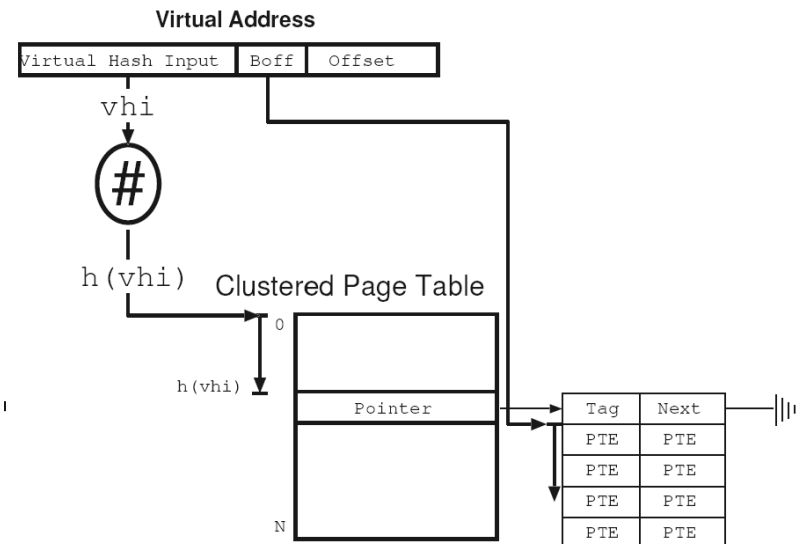 Virtual Address
Virtual Hash Input Boff Offset
vhi
#
h(vhi)
Clustered Page Table
0
h(vhi)
Pointer
Tag Next
PTE PTE
PTE PTE
PTE PTE
PTE PTE
N